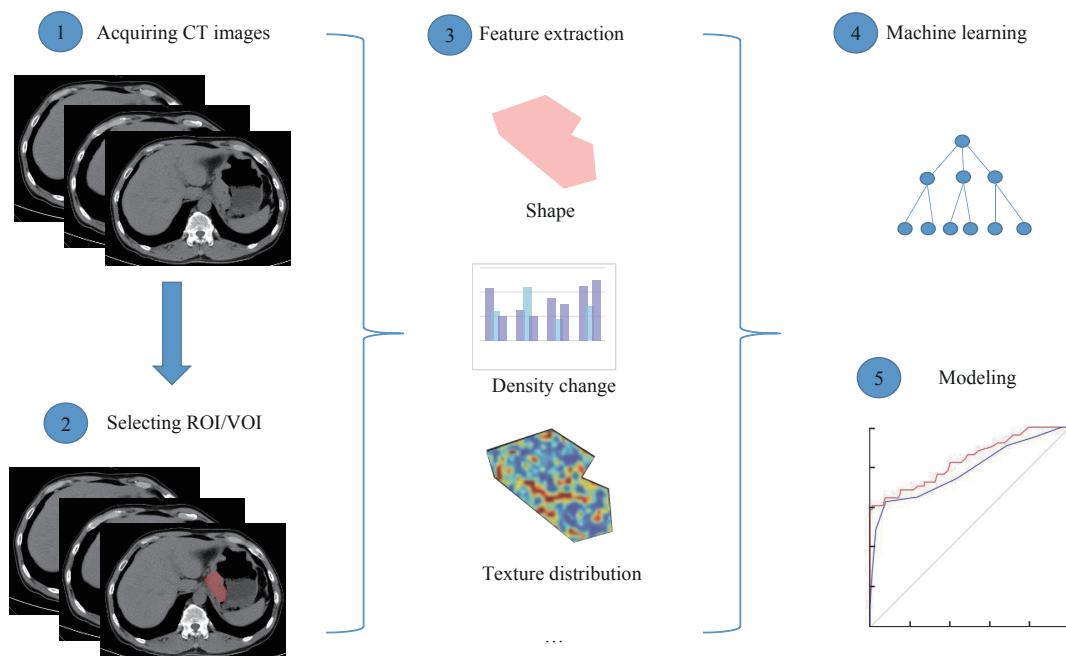 1 Acquiring CT images
2 Selecting ROI/VOI
3 Feature extraction
Shape
Density change
Texture distribution
…
4 Machine learning
5 Modeling